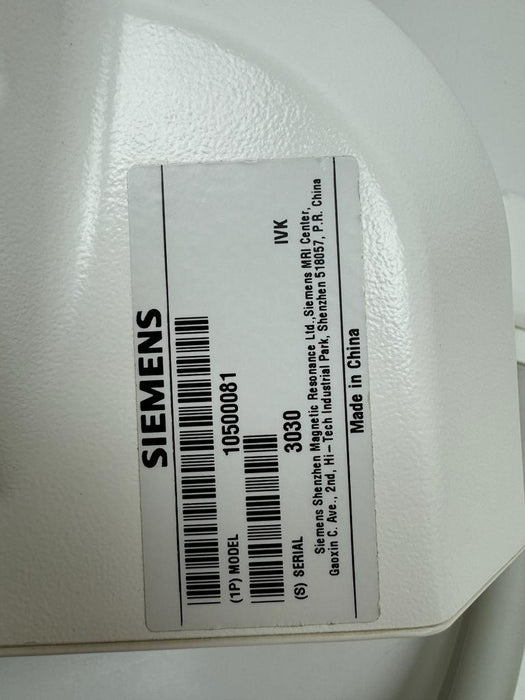 SIEMENS
(1P) MODEL 10500081
(S) SERIAL 3030 IVK
Siemens Shenzhen Magnetic Resonance Ltd.,Siemens MRI Center,
Gaoxin C. Ave., 2nd, Hi-Tech Industrial Park, Shenzhen 518057, P.R. China
Made in China